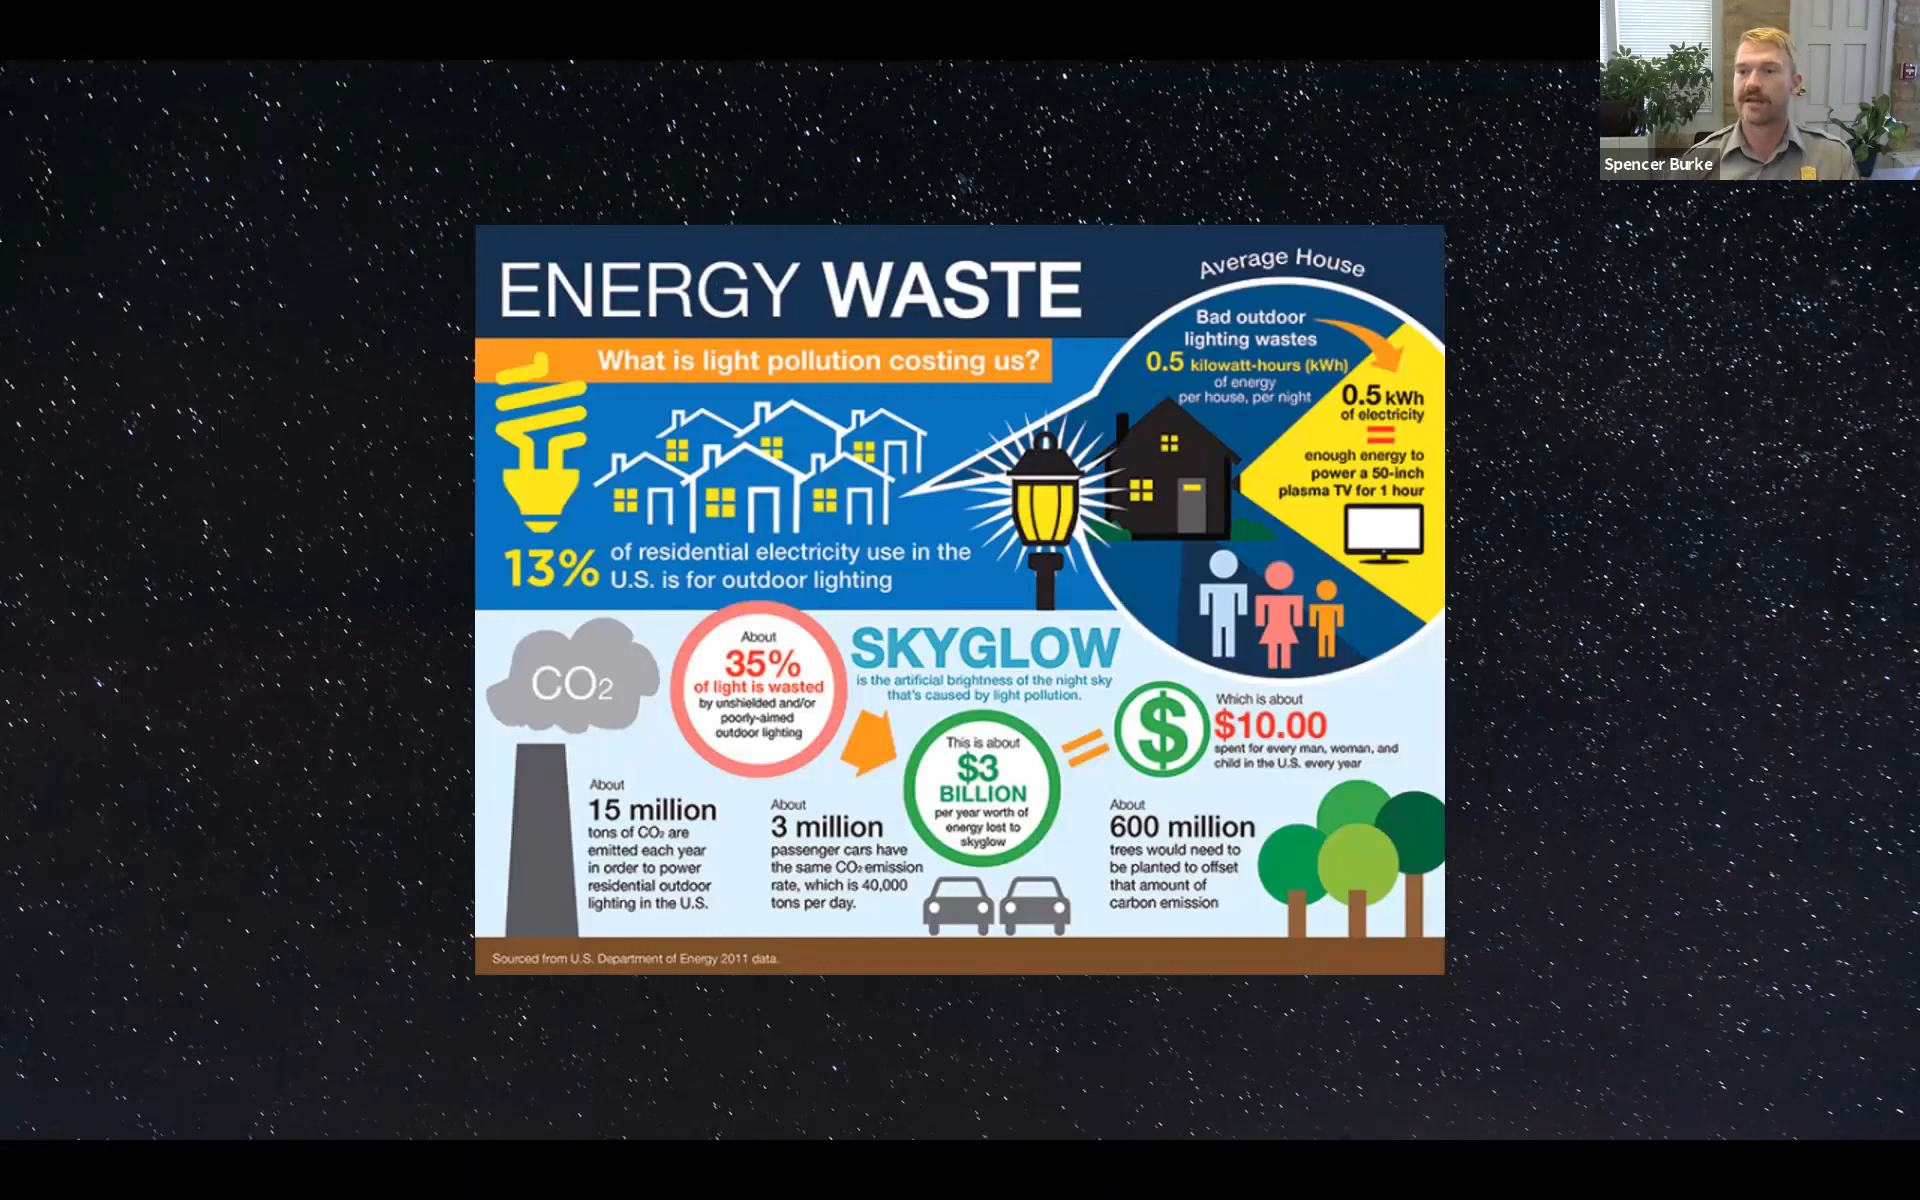 Spencer Burke
ENERGY WASTE
What is light pollution costing us?
13%
of residential electricity use in the
U.S. is for outdoor lighting
Average House
Bad outdoor
lighting wastes
0.5 kilowatt-hours (kWh)
of energy
per house, per night
0.5 kWh
of electricity
=
enough energy to
power a 50-inch
plasma TV for 1 hour
CO₂
About
35%
of light is wasted
by unshielded and/or
poorly-aimed
outdoor lighting
SKYGLOW
is the artificial brightness of the night sky
that's caused by light pollution.
This is about
$3
BILLION
per year worth of
energy lost to
skyglow
=
$
Which is about
$10.00
spent for every man, woman, and
child in the U.S. every year
About
15 million
tons of CO₂ are
emitted each year
in order to power
residential outdoor
lighting in the U.S.
About
3 million
passenger cars have
the same CO₂ emission
rate, which is 40,000
tons per day.
About
600 million
trees would need to
be planted to offset
that amount of
carbon emission
Sourced from U.S. Department of Energy 2011 data.